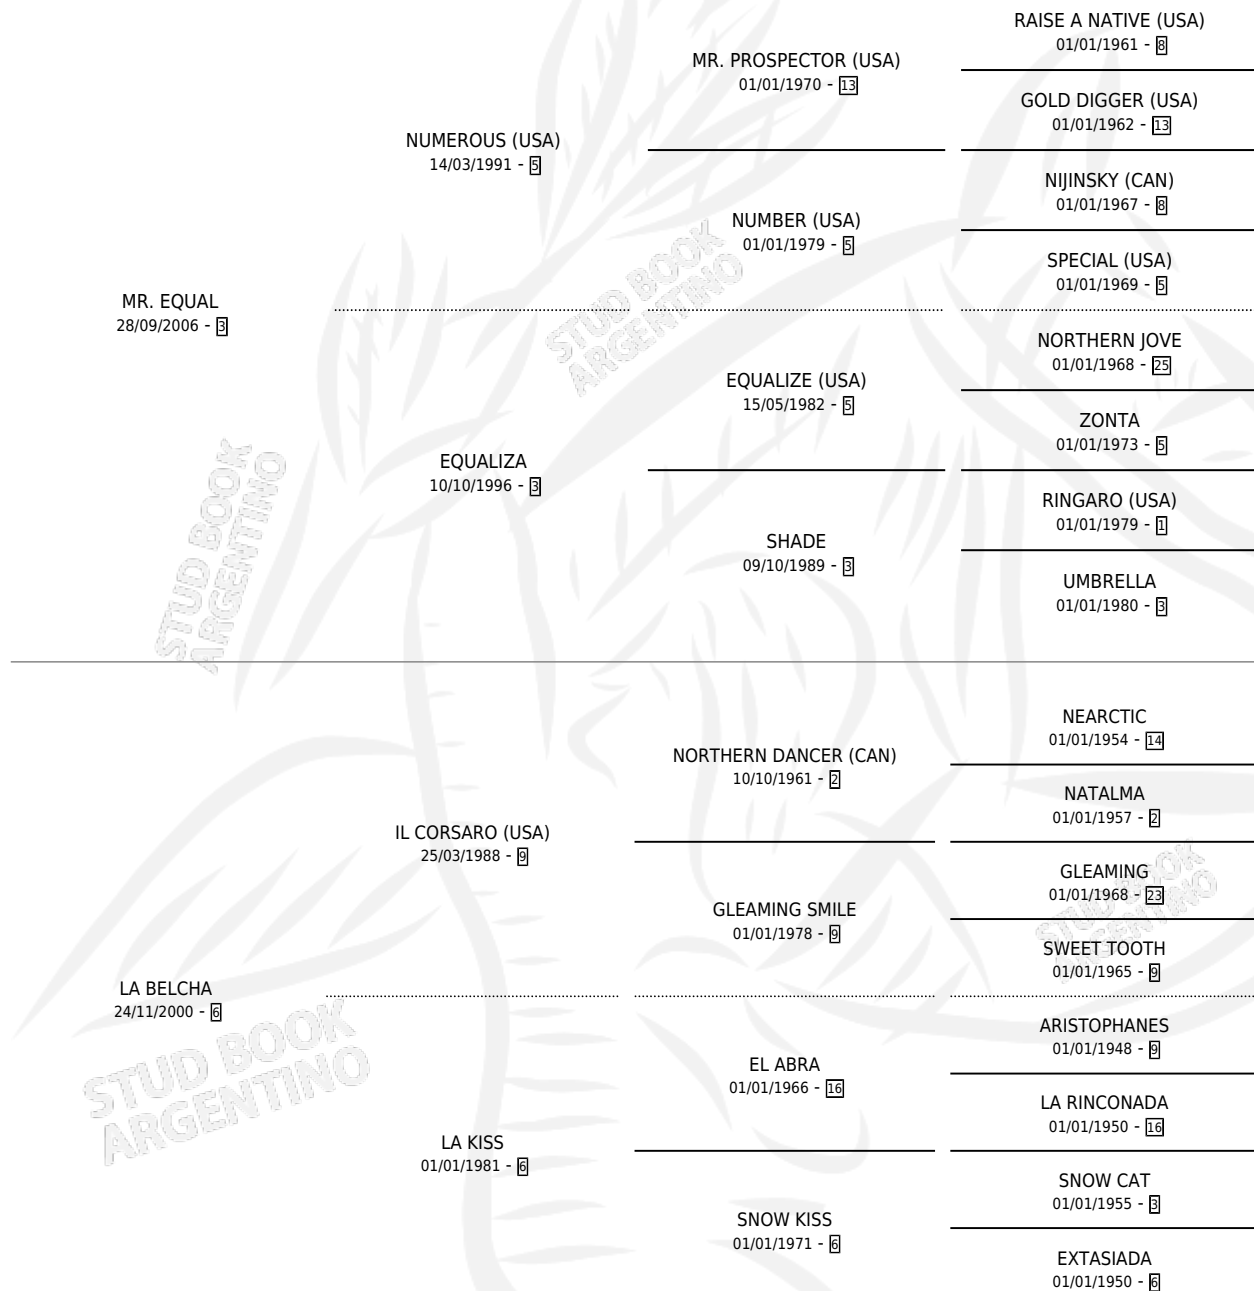 RAISE A NATIVE (USA)
01/01/1961 - 8
MR. PROSPECTOR (USA)
01/01/1970 - 13
GOLD DIGGER (USA)
01/01/1962 - 13
NUMEROUS (USA)
14/03/1991 - 5
NIJINSKY (CAN)
01/01/1967 - 8
NUMBER (USA)
01/01/1979 - 5
SPECIAL (USA)
01/01/1969 - 5
MR. EQUAL
28/09/2006 - 3
NORTHERN JOVE
01/01/1968 - 25
EQUALIZE (USA)
15/05/1982 - 5
ZONTA
01/01/1973 - 5
EQUALIZA
10/10/1996 - 3
RINGARO (USA)
01/01/1979 - 1
SHADE
09/10/1989 - 3
UMBRELLA
01/01/1980 - 3
NEARCTIC
01/01/1954 - 14
NORTHERN DANCER (CAN)
10/10/1961 - 2
NATALMA
01/01/1957 - 2
IL CORSARO (USA)
25/03/1988 - 9
GLEAMING
01/01/1968 - 23
GLEAMING SMILE
01/01/1978 - 9
SWEET TOOTH
01/01/1965 - 9
LA BELCHA
24/11/2000 - 6
ARISTOPHANES
01/01/1948 - 9
EL ABRA
01/01/1966 - 16
LA RINCONADA
01/01/1950 - 16
LA KISS
01/01/1981 - 6
SNOW CAT
01/01/1955 - 3
SNOW KISS
01/01/1971 - 6
EXTASIADA
01/01/1950 - 6
STUD BOOK
ARGENTINO
STUD BOOK
ARGENTINO
STUD BOOK
ARGENTINO
STUD BOOK
ARGENTINO